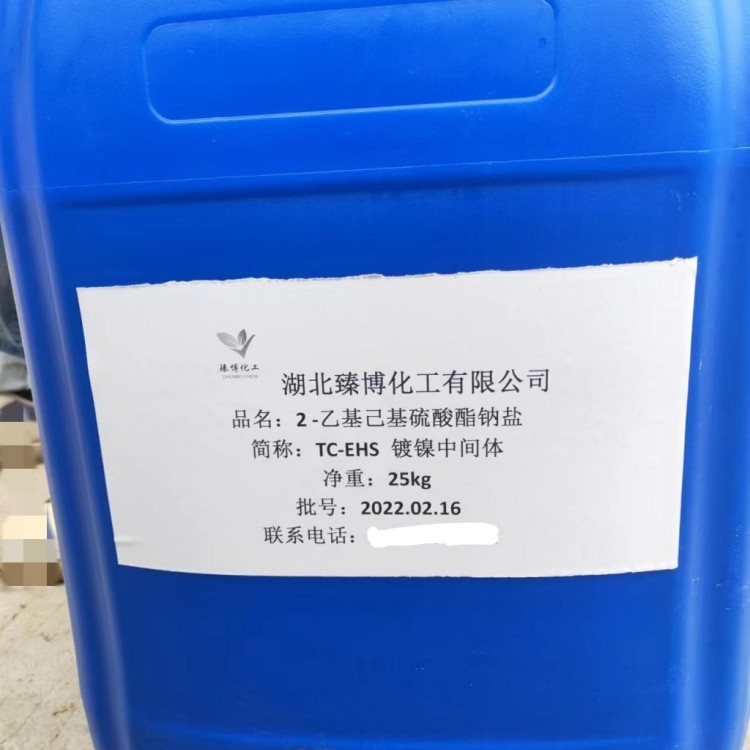 臻博化工
湖北臻博化工有限公司
品名：2 -乙基己基硫酸酯钠盐
简称：TC-EHS 镀镍中间体
净重：25kg
批号：2022.02.16
联系电话：